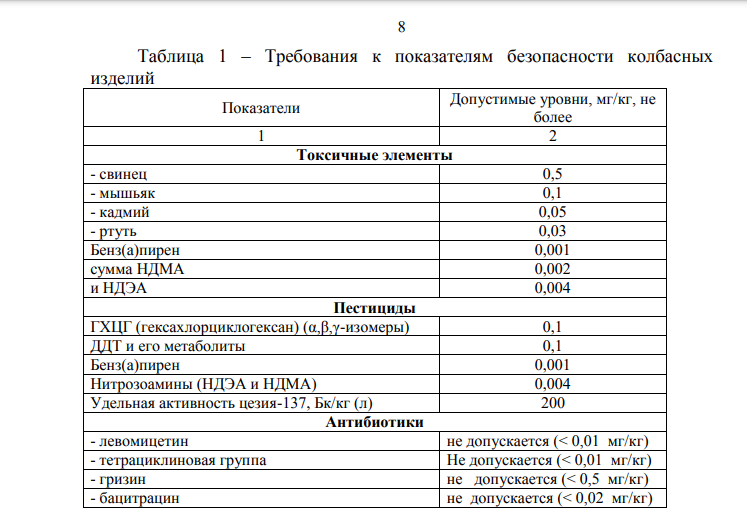 8
Таблица 1 – Требования к показателям безопасности колбасных
изделий
Показатели Допустимые уровни, мг/кг, не
более
1 2
Токсичные элементы
- свинец 0,5
- мышьяк 0,1
- кадмий 0,05
- ртуть 0,03
Бенз(а)пирен 0,001
сумма НДМА 0,002
и НДЭА 0,004
Пестициды
ГХЦГ (гексахлорциклогексан) (α,β,γ-изомеры) 0,1
ДДТ и его метаболиты 0,1
Бенз(а)пирен 0,001
Нитрозоамины (НДЭА и НДМА) 0,004
Удельная активность цезия-137, Бк/кг (л) 200
Антибиотики
- левомицетин не допускается (< 0,01 мг/кг)
- тетрациклиновая группа Не допускается (< 0,01 мг/кг)
- гризин не допускается (< 0,5 мг/кг)
- бацитрацин не допускается (< 0,02 мг/кг)